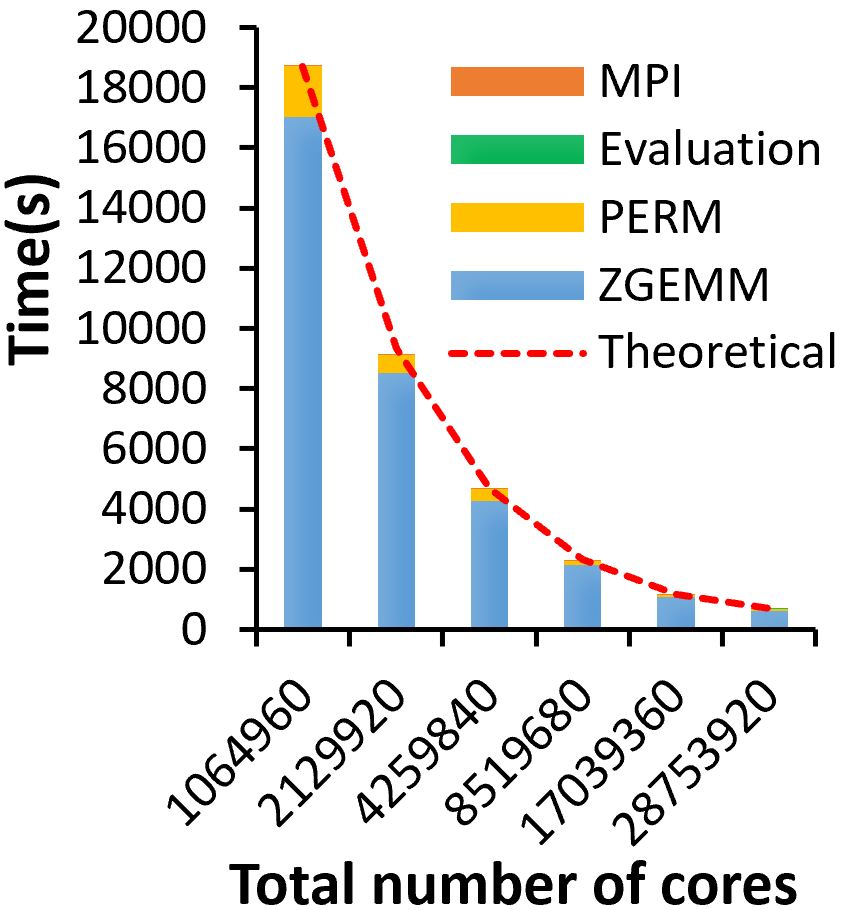 20000
18000
16000
14000
12000
10000
8000
6000
4000
2000
0
Time(s)
MPI
Evaluation
PERM
ZGEMM
Theoretical
1064960
2129920
4259840
8519680
17039360
28753920
Total number of cores